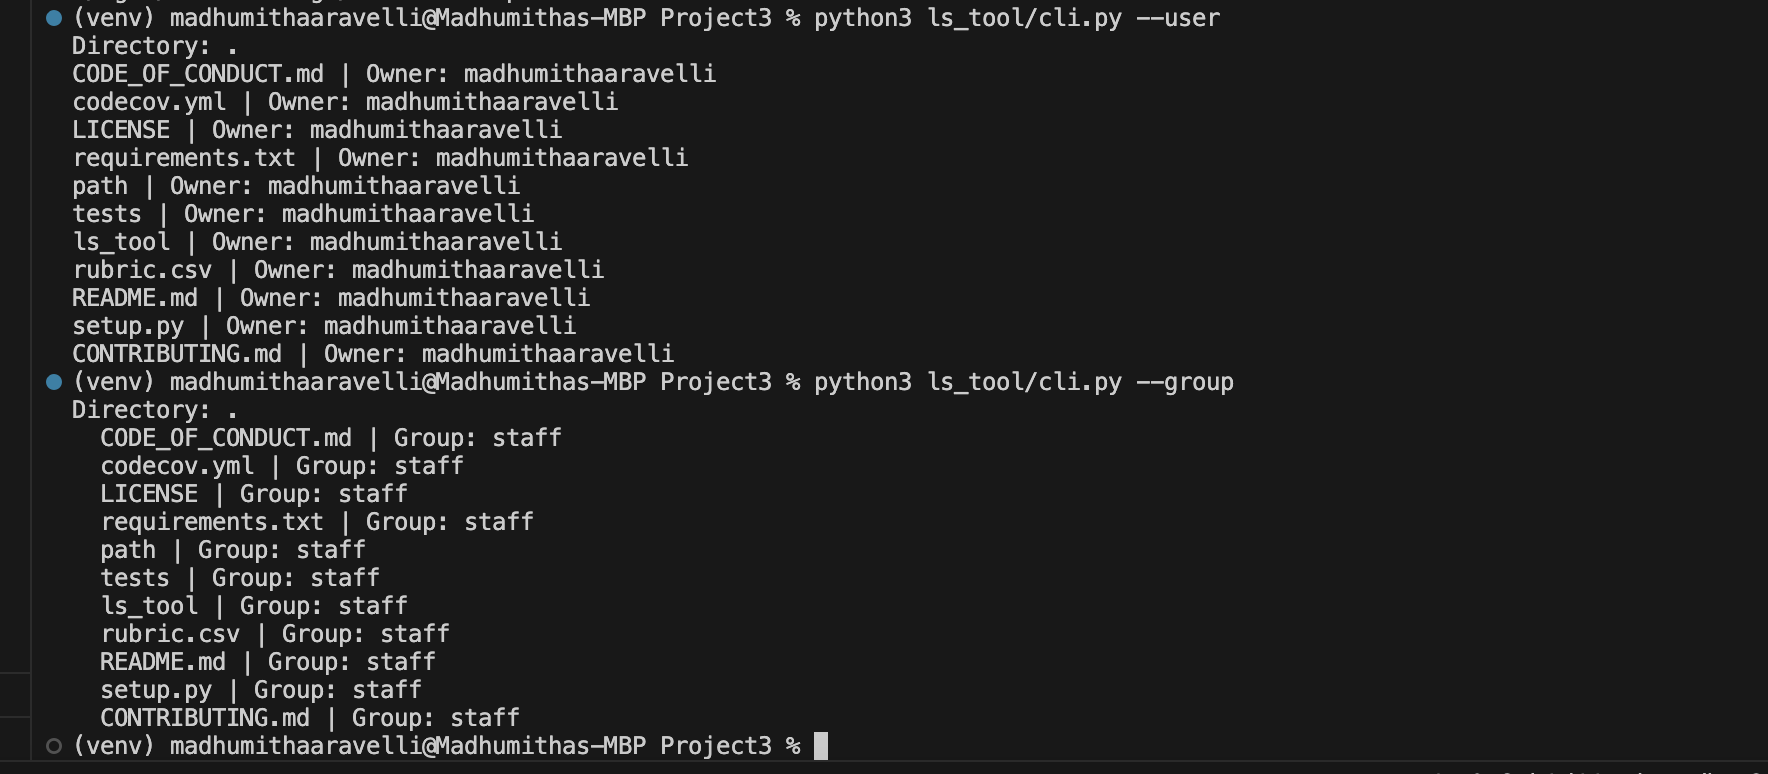 (venv) madhumithaaravelli@Madhumithas-MBP Project3 % python3 ls_tool/cli.py --user
Directory: .
CODE_OF_CONDUCT.md | Owner: madhumithaaravelli
codecov.yml | Owner: madhumithaaravelli
LICENSE | Owner: madhumithaaravelli
requirements.txt | Owner: madhumithaaravelli
path | Owner: madhumithaaravelli
tests | Owner: madhumithaaravelli
ls_tool | Owner: madhumithaaravelli
rubric.csv | Owner: madhumithaaravelli
README.md | Owner: madhumithaaravelli
setup.py | Owner: madhumithaaravelli
CONTRIBUTING.md | Owner: madhumithaaravelli
(venv) madhumithaaravelli@Madhumithas-MBP Project3 % python3 ls_tool/cli.py --group
Directory: .
CODE_OF_CONDUCT.md | Group: staff
codecov.yml | Group: staff
LICENSE | Group: staff
requirements.txt | Group: staff
path | Group: staff
tests | Group: staff
ls_tool | Group: staff
rubric.csv | Group: staff
README.md | Group: staff
setup.py | Group: staff
CONTRIBUTING.md | Group: staff
(venv) madhumithaaravelli@Madhumithas-MBP Project3 %